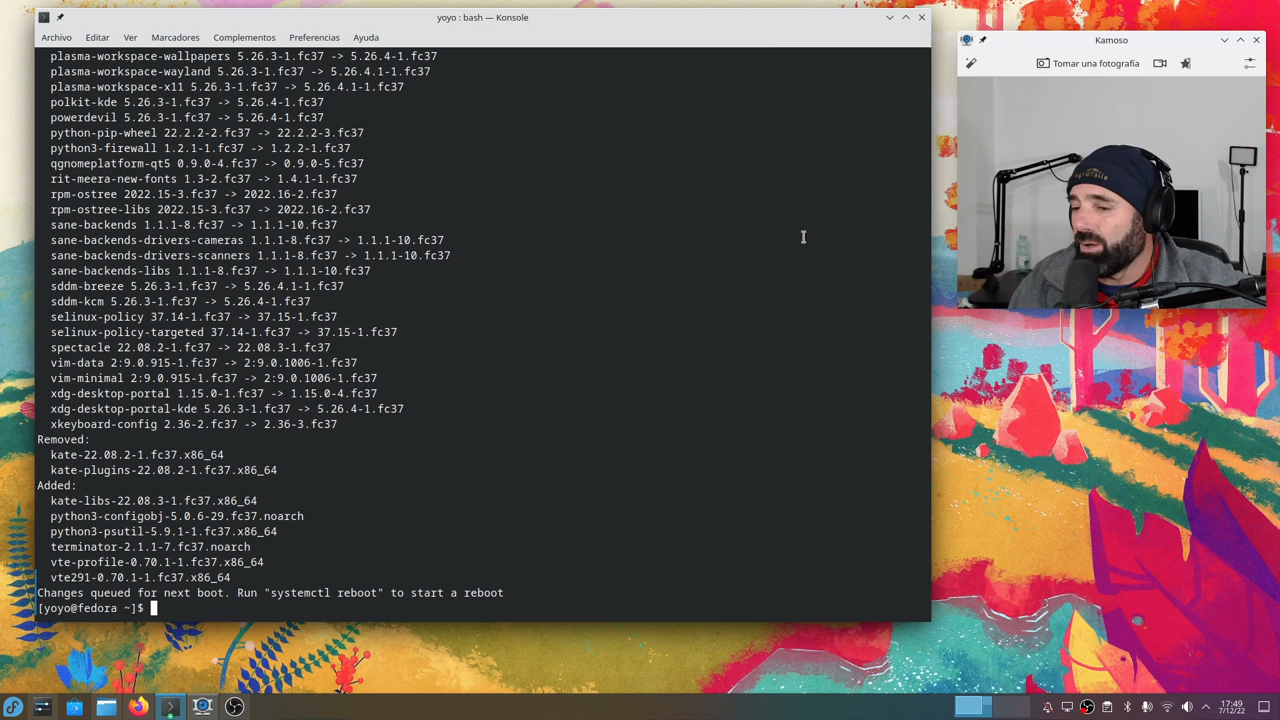 yoyo : bash — Konsole
Archivo Editar Ver Marcadores Complementos Preferencias Ayuda
plasma-workspace-wallpapers 5.26.3-1.fc37 -> 5.26.4-1.fc37
plasma-workspace-wayland 5.26.3-1.fc37 -> 5.26.4.1-1.fc37
plasma-workspace-x11 5.26.3-1.fc37 -> 5.26.4.1-1.fc37
polkit-kde 5.26.3-1.fc37 -> 5.26.4-1.fc37
powerdevil 5.26.3-1.fc37 -> 5.26.4-1.fc37
python-pip-wheel 22.2.2-2.fc37 -> 22.2.2-3.fc37
python3-firewall 1.2.1-1.fc37 -> 1.2.2-1.fc37
qgnomeplatform-qt5 0.9.0-4.fc37 -> 0.9.0-5.fc37
rit-meera-new-fonts 1.3-2.fc37 -> 1.4.1-1.fc37
rpm-ostree 2022.15-3.fc37 -> 2022.16-2.fc37
rpm-ostree-libs 2022.15-3.fc37 -> 2022.16-2.fc37
sane-backends 1.1.1-8.fc37 -> 1.1.1-10.fc37
sane-backends-drivers-cameras 1.1.1-8.fc37 -> 1.1.1-10.fc37
sane-backends-drivers-scanners 1.1.1-8.fc37 -> 1.1.1-10.fc37
sane-backends-libs 1.1.1-8.fc37 -> 1.1.1-10.fc37
sddm-breeze 5.26.3-1.fc37 -> 5.26.4.1-1.fc37
sddm-kcm 5.26.3-1.fc37 -> 5.26.4-1.fc37
selinux-policy 37.14-1.fc37 -> 37.15-1.fc37
selinux-policy-targeted 37.14-1.fc37 -> 37.15-1.fc37
spectacle 22.08.2-1.fc37 -> 22.08.3-1.fc37
vim-data 2:9.0.915-1.fc37 -> 2:9.0.1006-1.fc37
vim-minimal 2:9.0.915-1.fc37 -> 2:9.0.1006-1.fc37
xdg-desktop-portal 1.15.0-1.fc37 -> 1.15.0-4.fc37
xdg-desktop-portal-kde 5.26.3-1.fc37 -> 5.26.4-1.fc37
xkeyboard-config 2.36-2.fc37 -> 2.36-3.fc37
Removed:
kate-22.08.2-1.fc37.x86_64
kate-plugins-22.08.2-1.fc37.x86_64
Added:
kate-libs-22.08.3-1.fc37.x86_64
python3-configobj-5.0.6-29.fc37.noarch
python3-psutil-5.9.1-1.fc37.x86_64
terminator-2.1.1-7.fc37.noarch
vte-profile-0.70.1-1.fc37.x86_64
vte291-0.70.1-1.fc37.x86_64
Changes queued for next boot. Run "systemctl reboot" to start a reboot
[yoyo@fedora ~]$
Kamoso
Tomar una fotografía
17:49
7/12/22